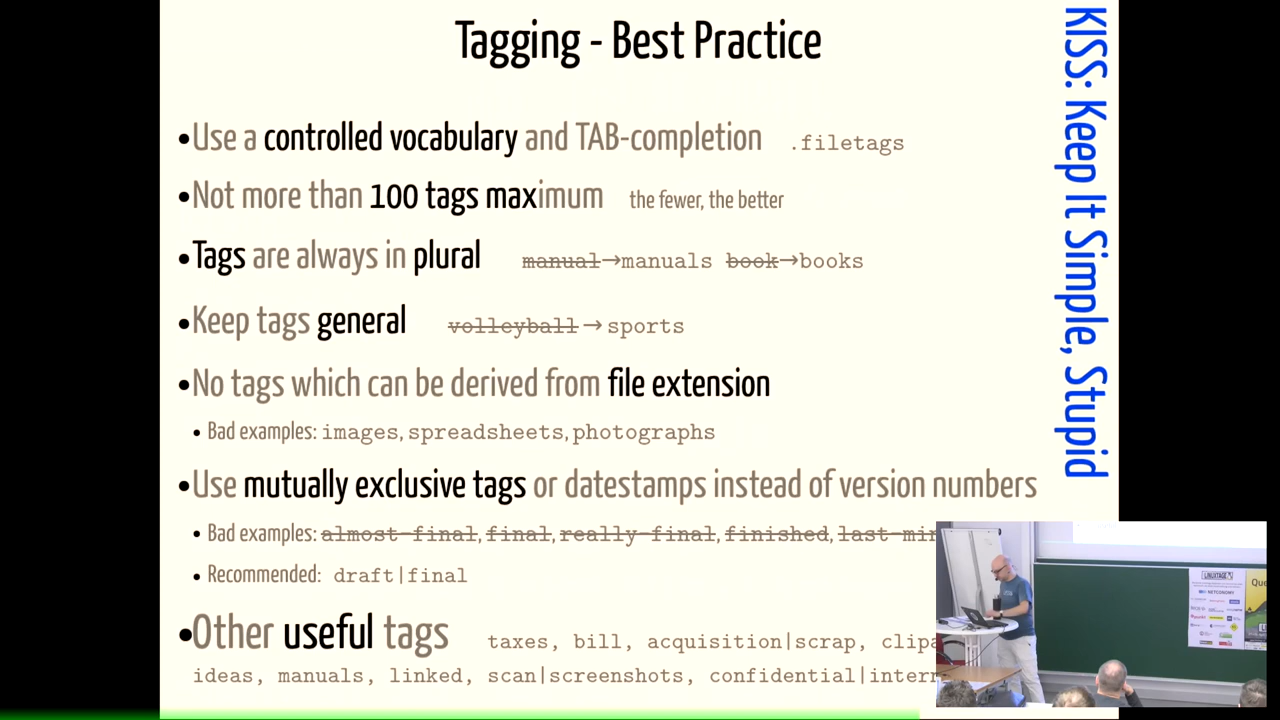 Tagging - Best Practice
KISS: Keep It Simple, Stupid
•Use a controlled vocabulary and TAB-completion .filetags
•Not more than 100 tags maximum the fewer, the better
•Tags are always in plural manual→manuals book→books
•Keep tags general volleyball→sports
•No tags which can be derived from file extension
• Bad examples: images, spreadsheets, photographs
•Use mutually exclusive tags or datestamps instead of version numbers
• Bad examples: almost-final, final, really-final, finished,
• Recommended: draft|final
•Other useful tags taxes, bill, acquisition|scrap,
ideas, manuals, linked, scan|screenshots,
LINUXTAGE
NETCONOMY